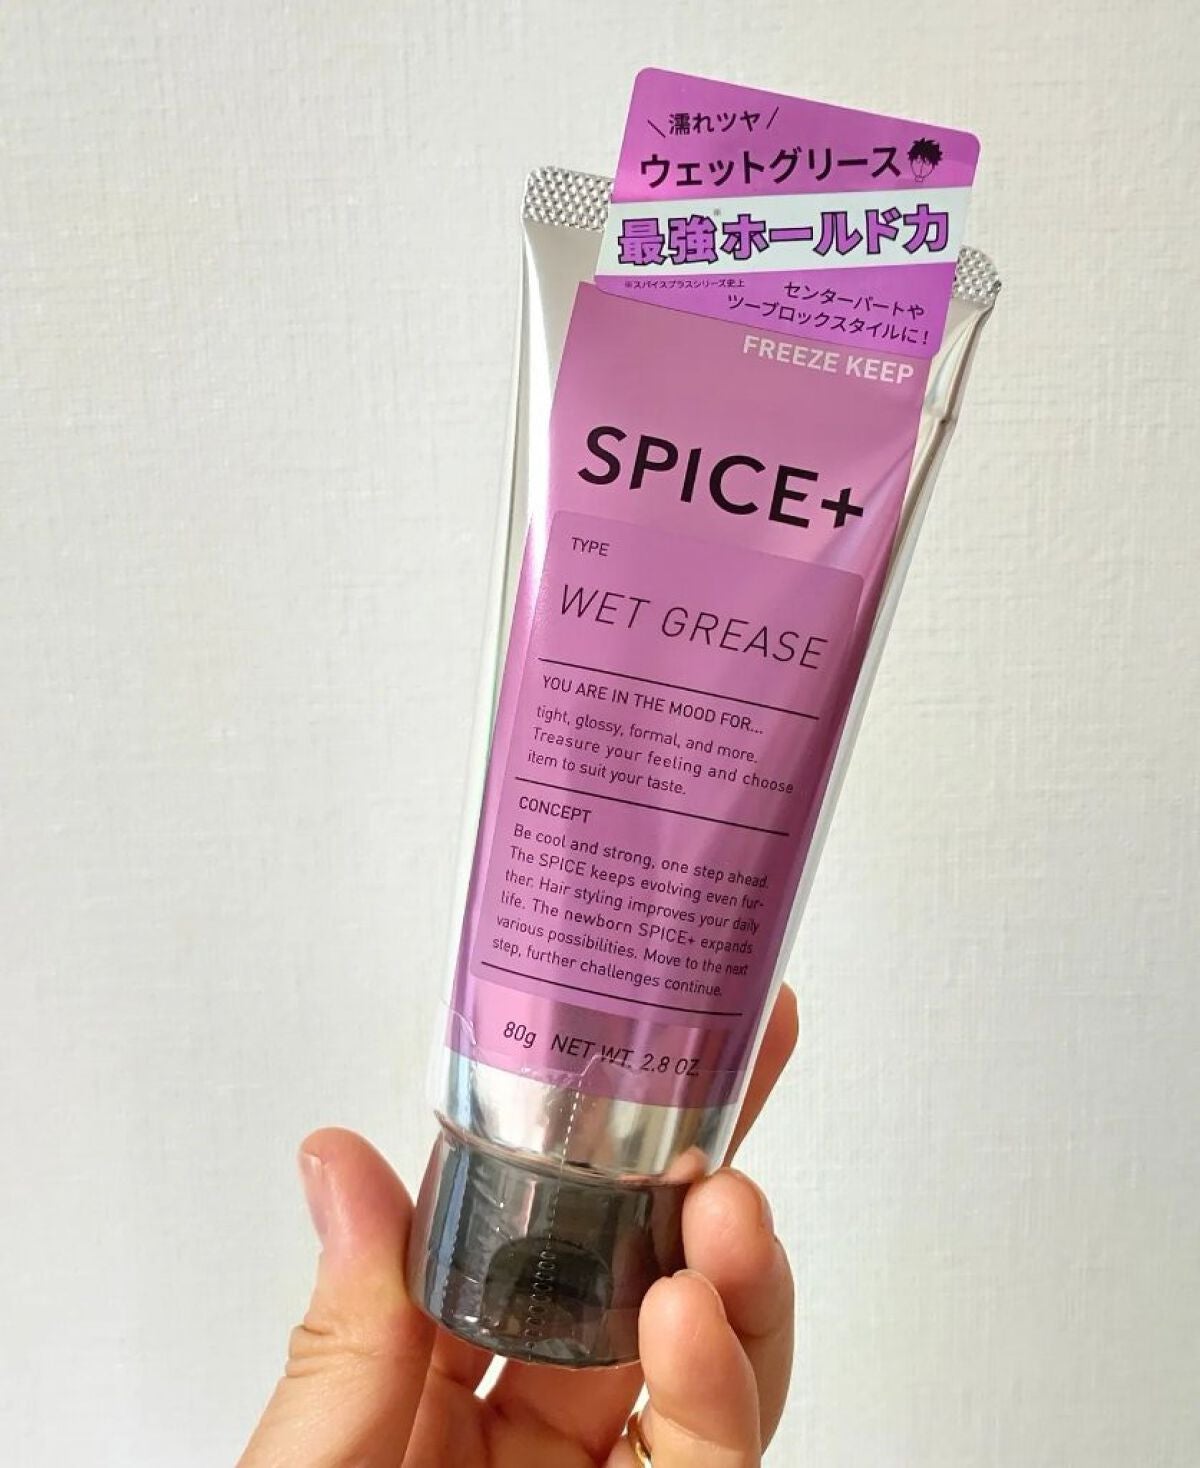 ＼濡れツヤ／
ウェットグリース
最強※ホールド力
※スパイスプラスシリーズ史上
センターパートや
ツーブロックスタイルに！
FREEZE KEEP
SPICE+
TYPE
WET GREASE
YOU ARE IN THE MOOD FOR...
tight, glossy, formal, and more.
Treasure your feeling and choose
item to suit your taste.
CONCEPT
Be cool and strong, one step ahead.
The SPICE keeps evolving even fur-
ther. Hair styling improves your daily
life. The newborn SPICE+ expands
various possibilities. Move to the next
step, further challenges continue.
80g NET WT. 2.8 OZ.